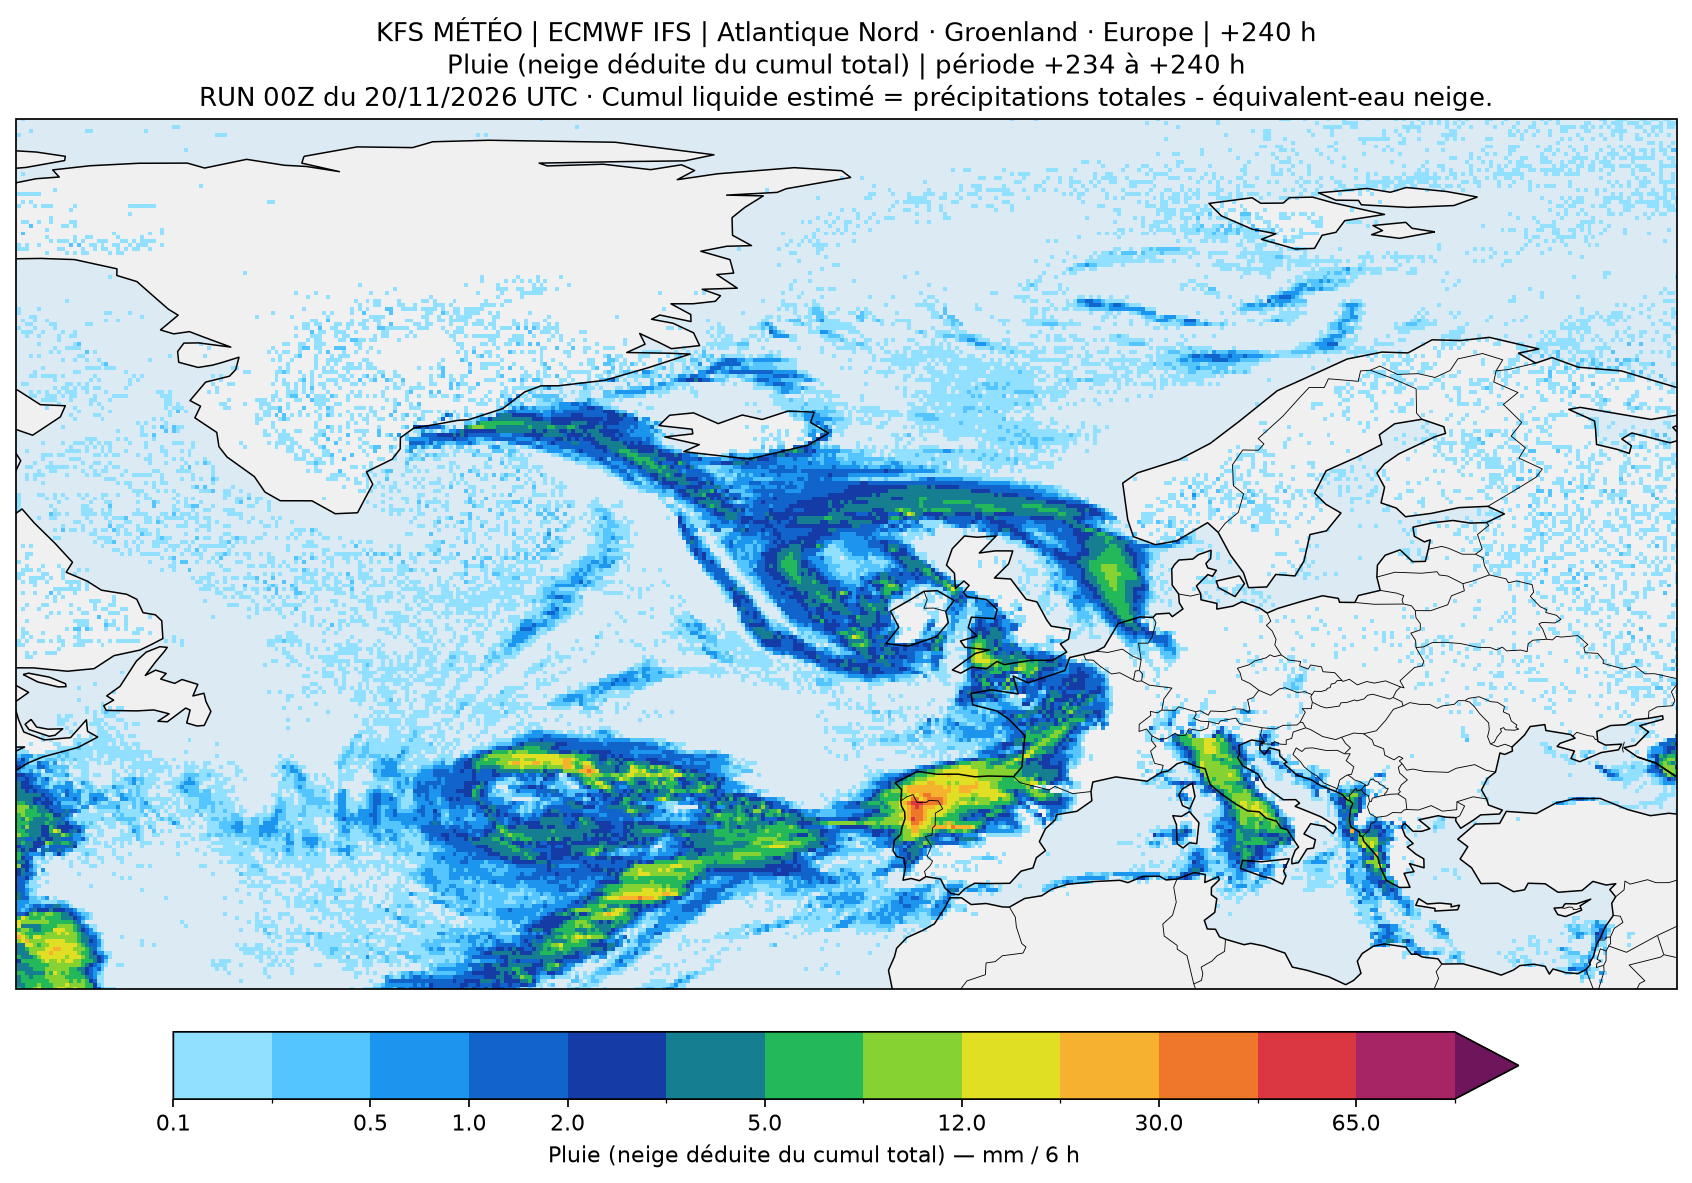 KFS MÉTÉO | ECMWF IFS | Atlantique Nord · Groenland · Europe | +240 h
Pluie (neige déduite du cumul total) | période +234 à +240 h
RUN 00Z du 20/11/2026 UTC · Cumul liquide estimé = précipitations totales - équivalent-eau neige.
0.1 0.5 1.0 2.0 5.0 12.0 30.0 65.0
Pluie (neige déduite du cumul total) — mm / 6 h